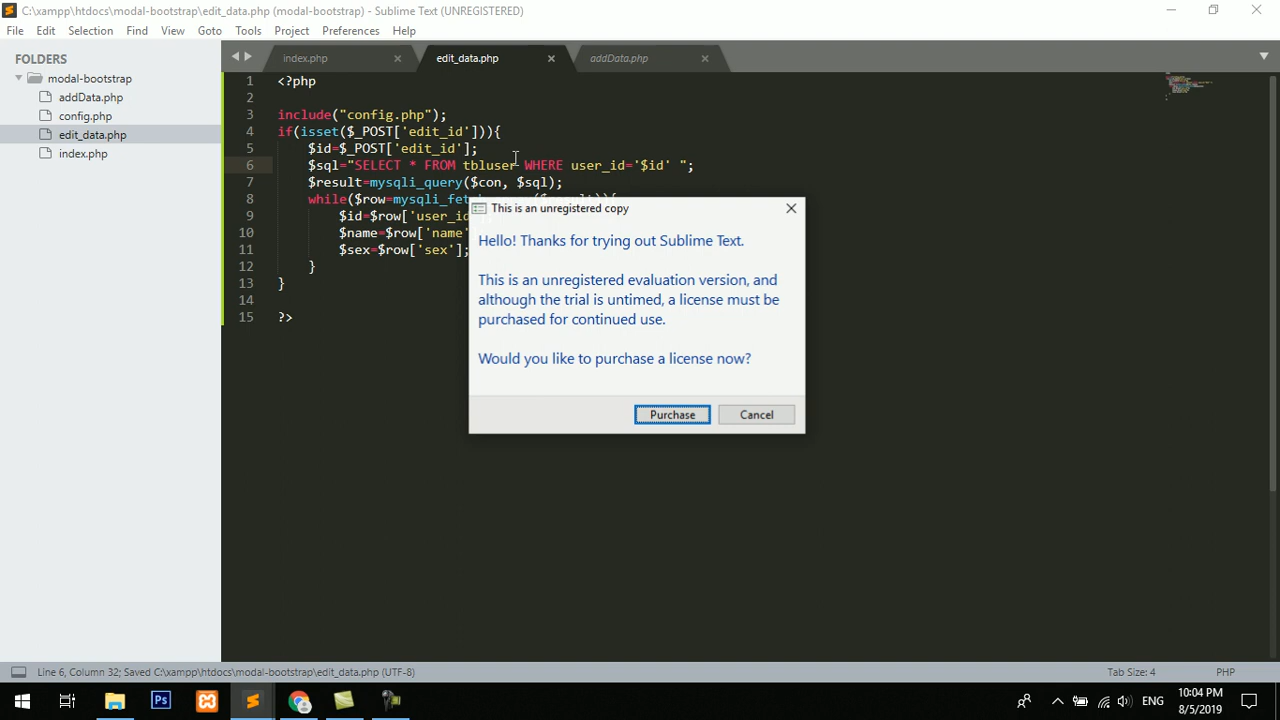 C:\xampp\htdocs\modal-bootstrap\edit_data.php (modal-bootstrap) - Sublime Text (UNREGISTERED)
File Edit Selection Find View Goto Tools Project Preferences Help
FOLDERS
modal-bootstrap
addData.php
config.php
edit_data.php
index.php
index.php edit_data.php addData.php
1 <?php
2
3 include("config.php");
4 if(isset($_POST['edit_id'])){
5 $id=$_POST['edit_id'];
6 $sql="SELECT * FROM tbluser WHERE user_id='$id' ";
7 $result=mysqli_query($con, $sql);
8 while($row=mysqli_fet
9 $id=$row['user_id
10 $name=$row['name'
11 $sex=$row['sex'];
12 }
13 }
14
15 ?>
This is an unregistered copy
Hello! Thanks for trying out Sublime Text.
This is an unregistered evaluation version, and
although the trial is untimed, a license must be
purchased for continued use.
Would you like to purchase a license now?
Purchase Cancel
Line 6, Column 32; Saved C:\xampp\htdocs\modal-bootstrap\edit_data.php (UTF-8) Tab Size: 4 PHP
Ps
ENG
10:04 PM
8/5/2019